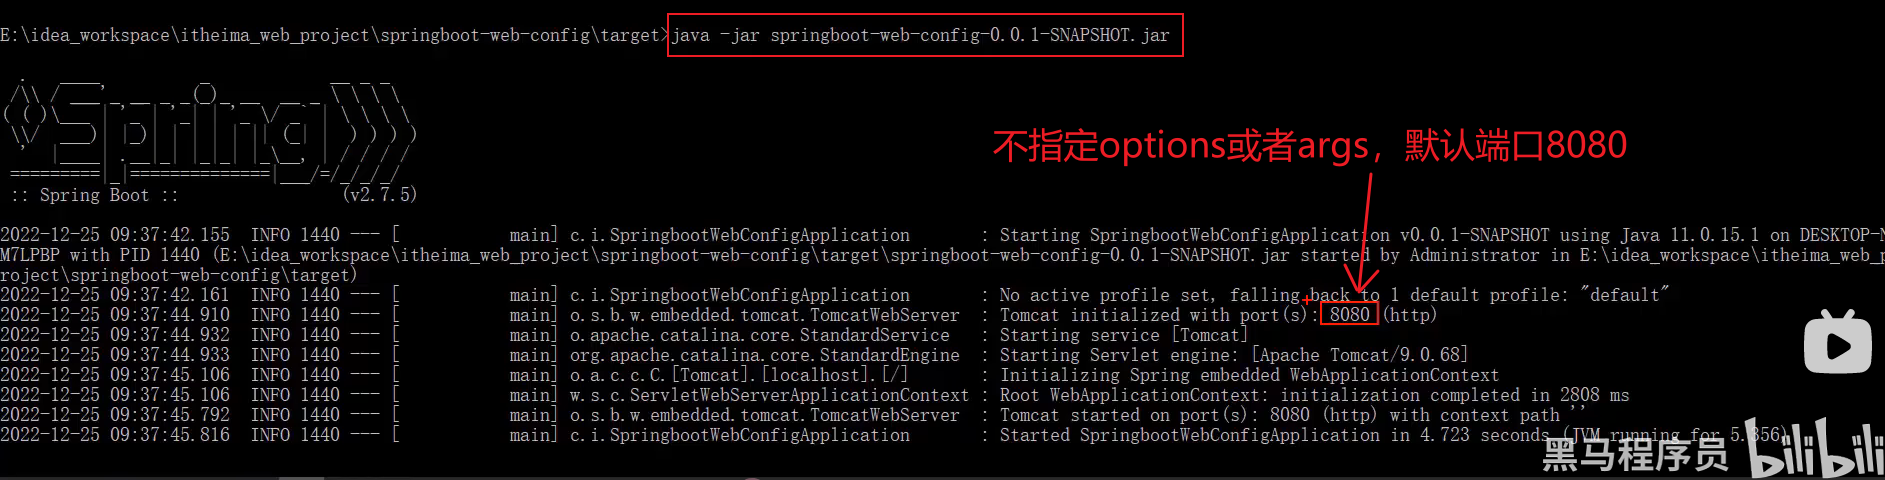 E:\idea_workspace\itheima_web_project\springboot-web-config\target>java -jar springboot-web-config-0.0.1-SNAPSHOT.jar
不指定options或者args，默认端口8080
:: Spring Boot :: (v2.7.5)
2022-12-25 09:37:42.155 INFO 1440 --- [ main] c.i.SpringbootWebConfigApplication : Starting SpringbootWebConfigApplication v0.0.1-SNAPSHOT using Java 11.0.15.1 on DESKTOP-N
M7LPBP with PID 1440 (E:\idea_workspace\itheima_web_project\springboot-web-config\target\springboot-web-config-0.0.1-SNAPSHOT.jar started by Administrator in E:\idea_workspace\itheima_web_p
roject\springboot-web-config\target)
2022-12-25 09:37:42.161 INFO 1440 --- [ main] c.i.SpringbootWebConfigApplication : No active profile set, falling back to 1 default profile: "default"
2022-12-25 09:37:44.910 INFO 1440 --- [ main] o.s.b.w.embedded.tomcat.TomcatWebServer : Tomcat initialized with port(s): 8080 (http)
2022-12-25 09:37:44.932 INFO 1440 --- [ main] o.apache.catalina.core.StandardService : Starting service [Tomcat]
2022-12-25 09:37:44.933 INFO 1440 --- [ main] org.apache.catalina.core.StandardEngine : Starting Servlet engine: [Apache Tomcat/9.0.68]
2022-12-25 09:37:45.106 INFO 1440 --- [ main] o.a.c.c.C.[Tomcat].[localhost].[/] : Initializing Spring embedded WebApplicationContext
2022-12-25 09:37:45.106 INFO 1440 --- [ main] w.s.c.ServletWebServerApplicationContext : Root WebApplicationContext: initialization completed in 2808 ms
2022-12-25 09:37:45.792 INFO 1440 --- [ main] o.s.b.w.embedded.tomcat.TomcatWebServer : Tomcat started on port(s): 8080 (http) with context path ''
2022-12-25 09:37:45.816 INFO 1440 --- [ main] c.i.SpringbootWebConfigApplication : Started SpringbootWebConfigApplication in 4.723 seconds (JVM running for 5.356)
黑马程序员 bilibili